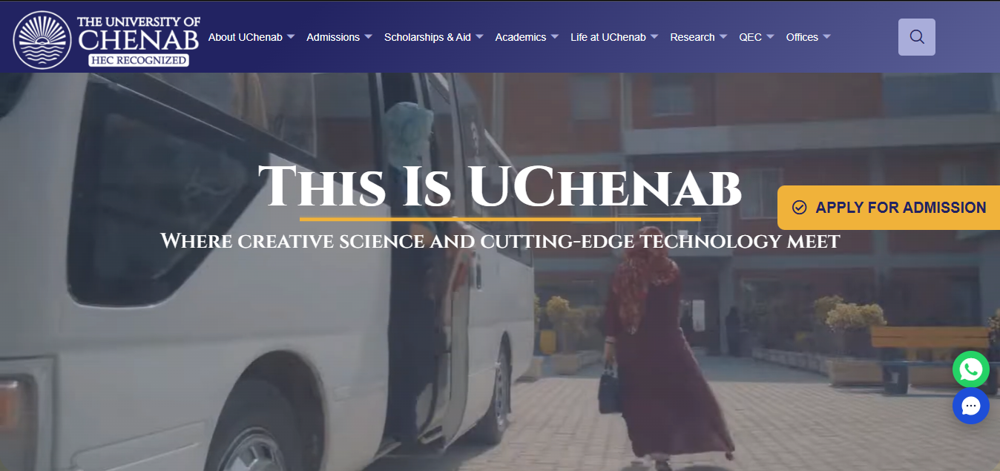 THE UNIVERSITY OF
CHENAB
HEC RECOGNIZED
About UChenab
Admissions
Scholarships & Aid
Academics
Life at UChenab
Research
QEC
Offices
This Is UChenab
APPLY FOR ADMISSION
Where creative science and cutting-edge technology meet